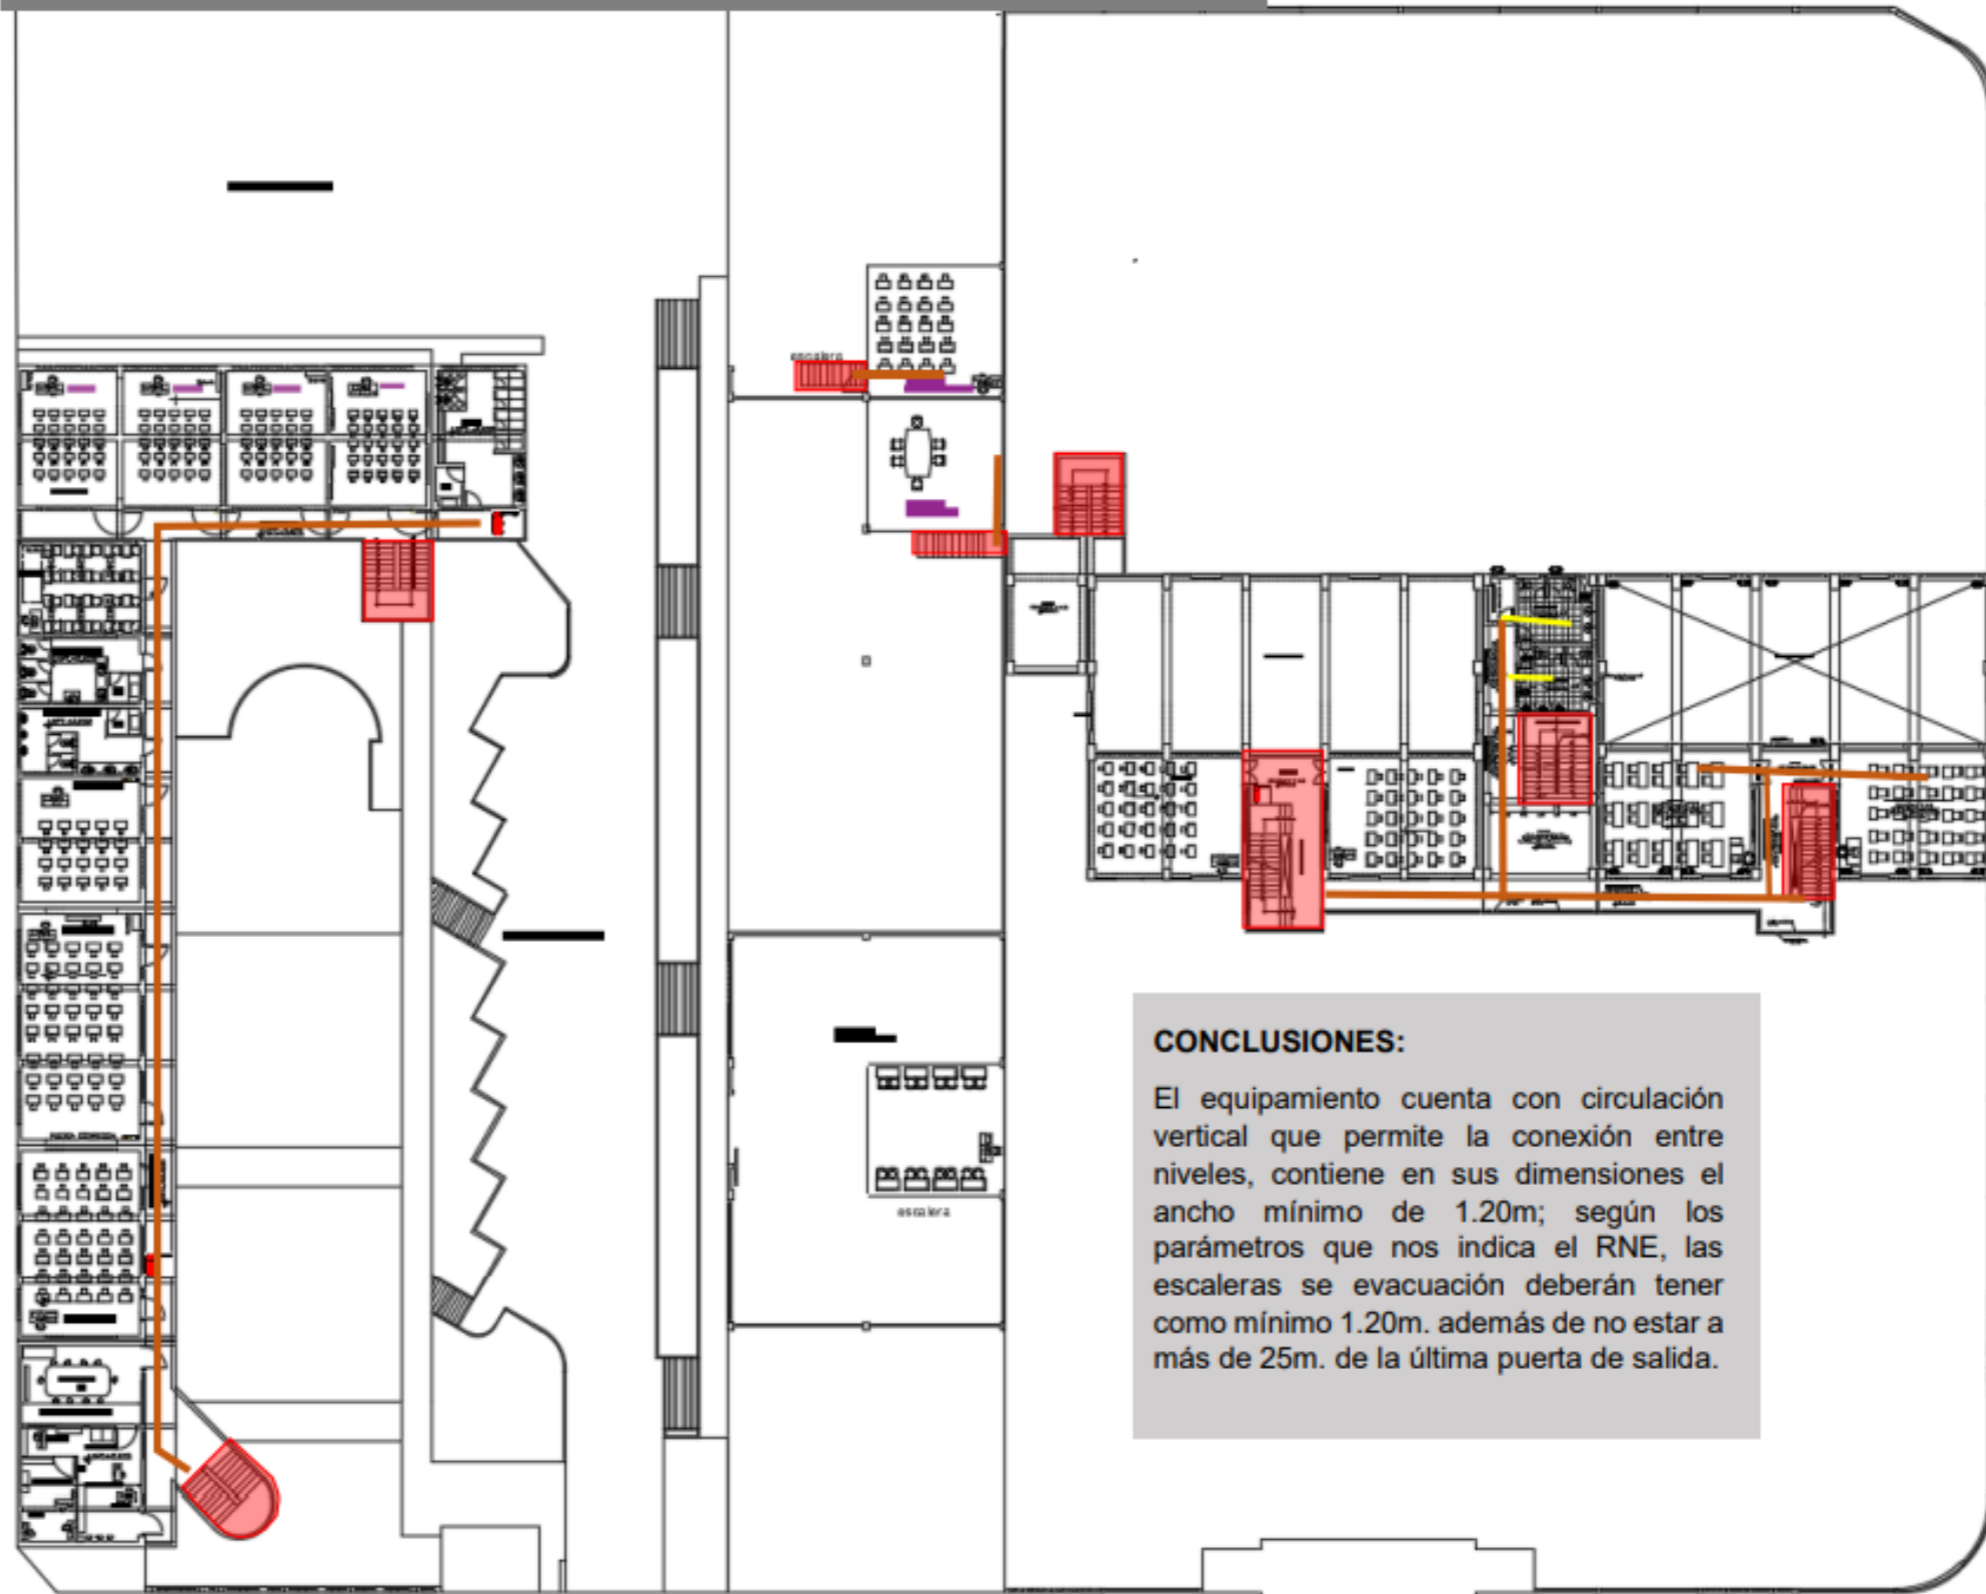 escalera
escalera
CONCLUSIONES:
El equipamiento cuenta con circulación
vertical que permite la conexión entre
niveles, contiene en sus dimensiones el
ancho mínimo de 1.20m; según los
parámetros que nos indica el RNE, las
escaleras se evacuación deberán tener
como mínimo 1.20m. además de no estar a
más de 25m. de la última puerta de salida.